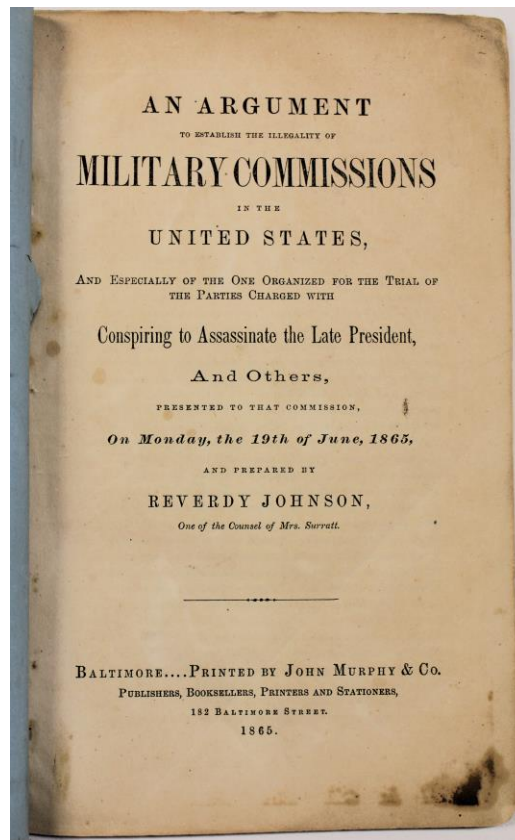 AN ARGUMENT
TO ESTABLISH THE ILLEGALITY OF
MILITARY COMMISSIONS
IN THE
UNITED STATES,
AND ESPECIALLY OF THE ONE ORGANIZED FOR THE TRIAL OF
THE PARTIES CHARGED WITH
Conspiring to Assassinate the Late President,
And Others,
PRESENTED TO THAT COMMISSION,
On Monday, the 19th of June, 1865,
AND PREPARED BY
REVERDY JOHNSON,
One of the Counsel of Mrs. Surratt.
BALTIMORE....PRINTED BY JOHN MURPHY & CO.
PUBLISHERS, BOOKSELLERS, PRINTERS AND STATIONERS,
182 BALTIMORE STREET.
1865.